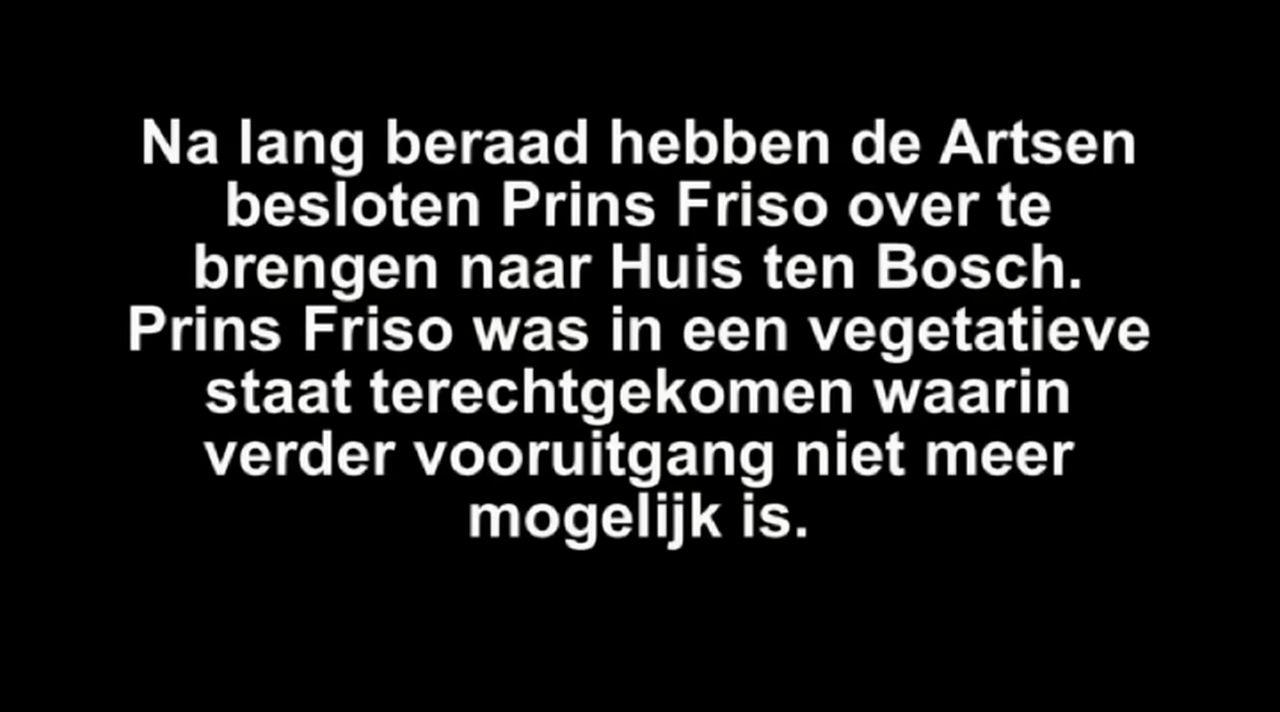 Na lang beraad hebben de Artsen
besloten Prins Friso over te
brengen naar Huis ten Bosch.
Prins Friso was in een vegetatieve
staat terechtgekomen waarin
verder vooruitgang niet meer
mogelijk is.